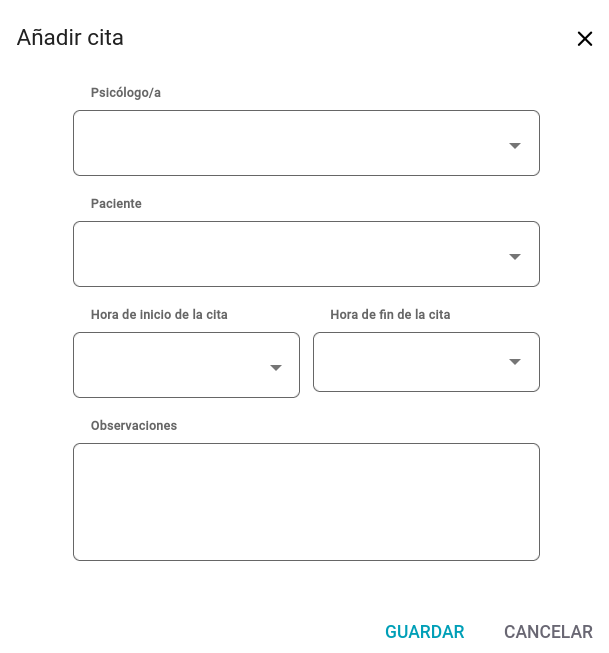 Añadir cita
Psicólogo/a
Paciente
Hora de inicio de la cita
Hora de fin de la cita
Observaciones
GUARDAR
CANCELAR